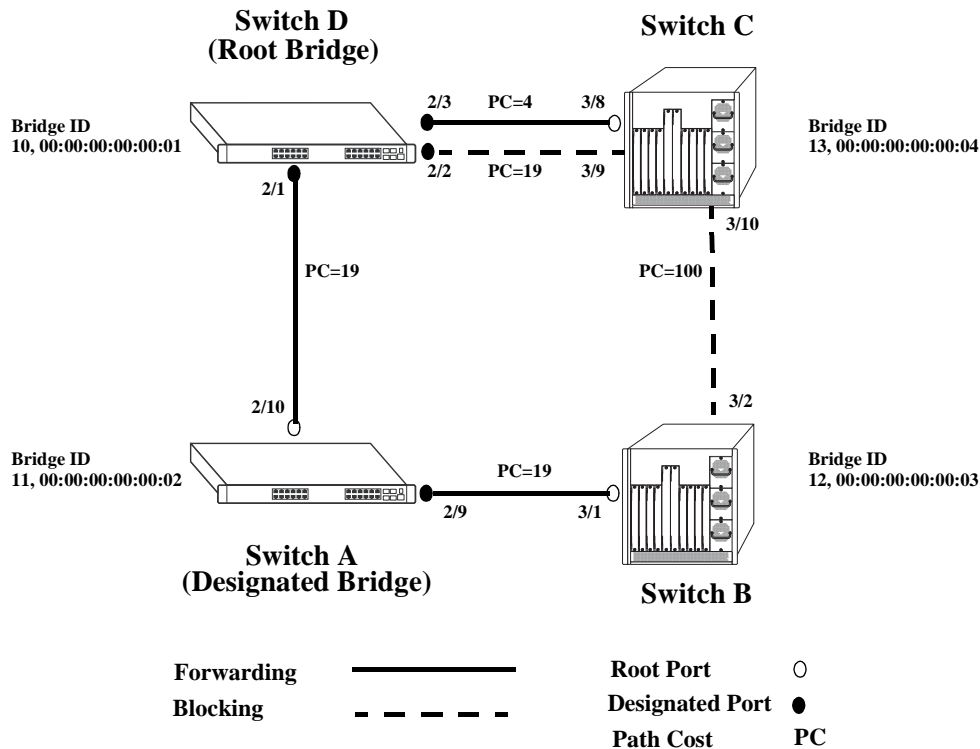 Switch D
(Root Bridge)
Switch C
Bridge ID
10, 00:00:00:00:00:01
2/3
PC=4
3/8
2/2
PC=19
3/9
2/1
Bridge ID
13, 00:00:00:00:00:04
3/10
PC=19
PC=100
2/10
3/2
Bridge ID
11, 00:00:00:00:00:02
PC=19
2/9
3/1
Bridge ID
12, 00:00:00:00:00:03
Switch A
(Designated Bridge)
Switch B
Forwarding
Blocking
Root Port
Designated Port
Path Cost PC